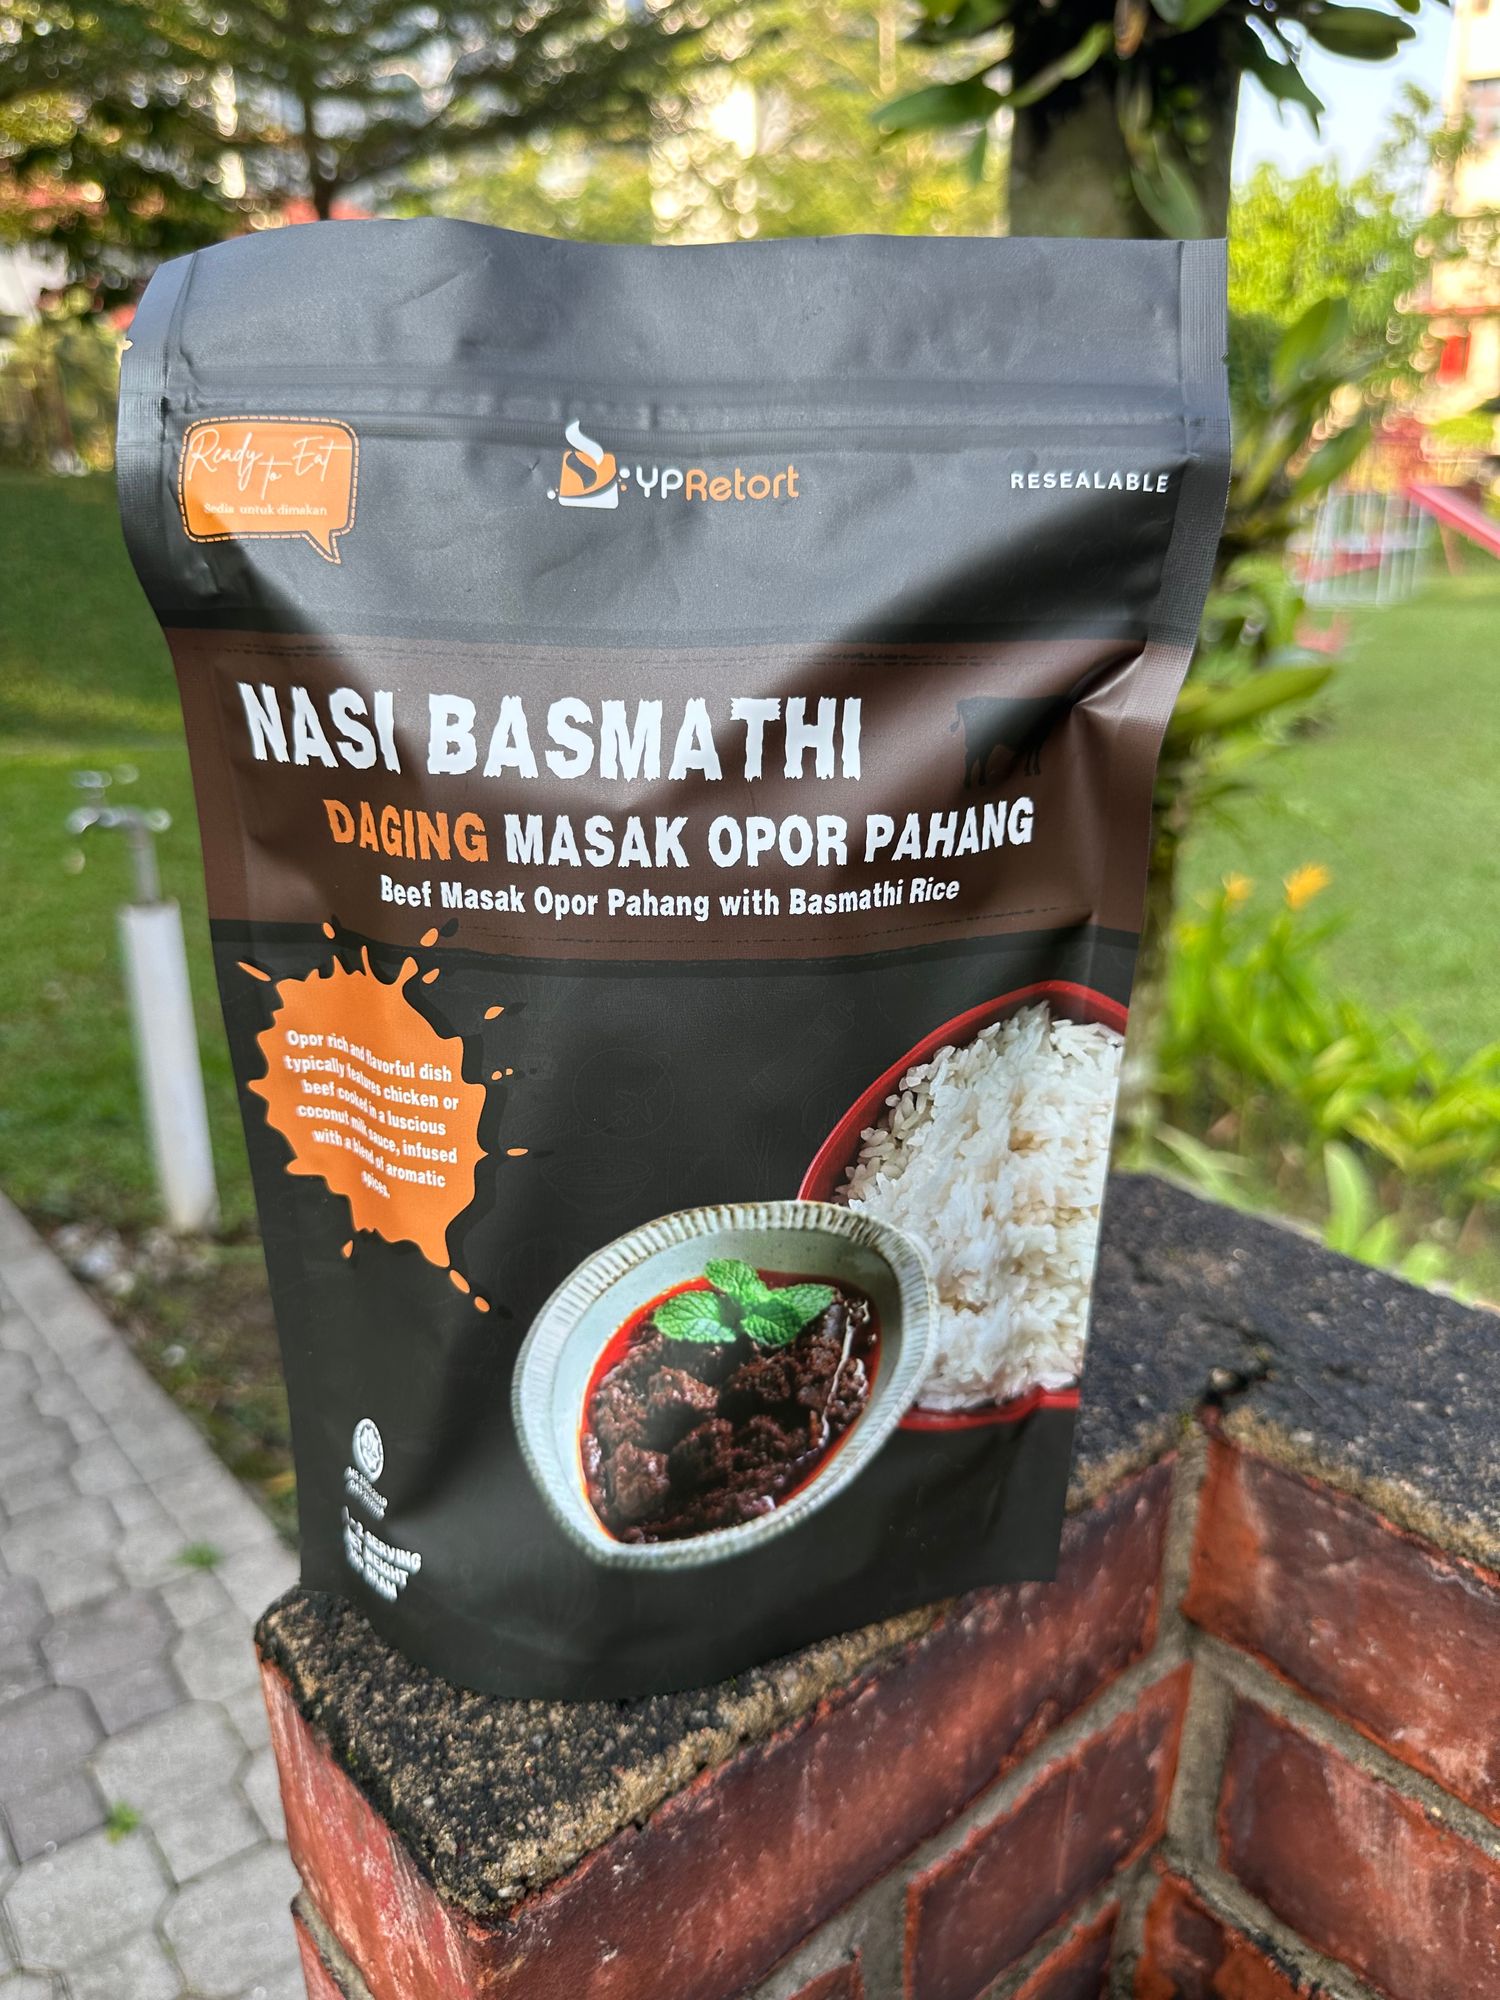 Ready to Eat
Sedia untuk dimakan
YPRetort
RESEALABLE
NASI BASMATHI
DAGING MASAK OPOR PAHANG
Beef Masak Opor Pahang with Basmathi Rice
Opor rich and flavorful dish
typically features chicken or
beef cooked in a luscious
coconut milk sauce, infused
with a blend of aromatic
spices.
SERVING